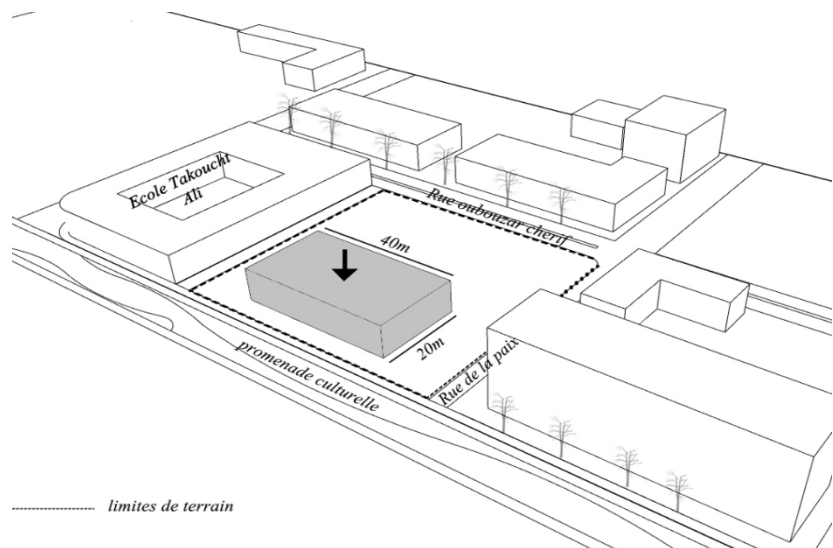 Ecole Takoucht
Ali
Rue oubouzar cherif
40m
20m
Rue de la paix
promenade culturelle
limites de terrain